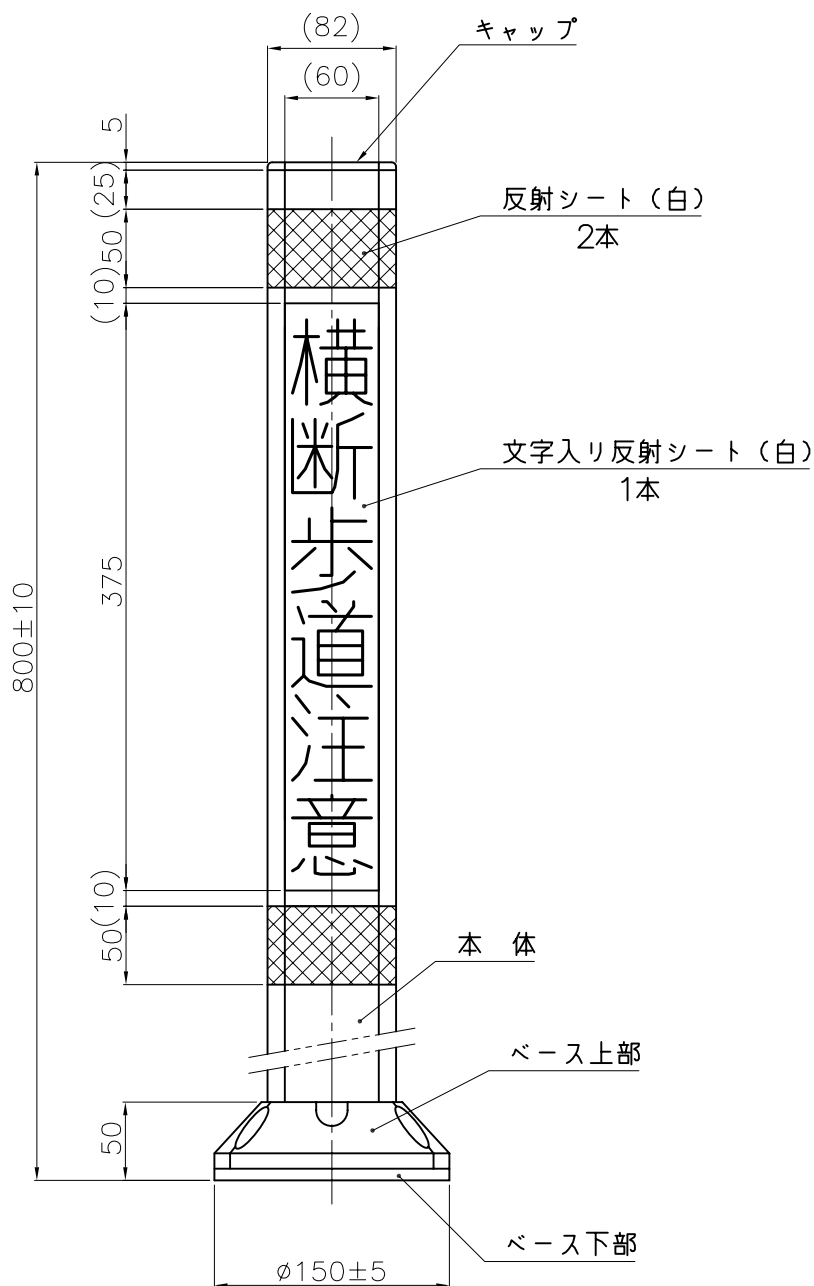 (82)
キャップ
(60)
5
(25)
反射シート（白）
2本
50
(10)
横断歩道注意
文字入り反射シート（白）
1本
375
800±10
(10)
50
本 体
ベース上部
50
ベース下部
φ150±5